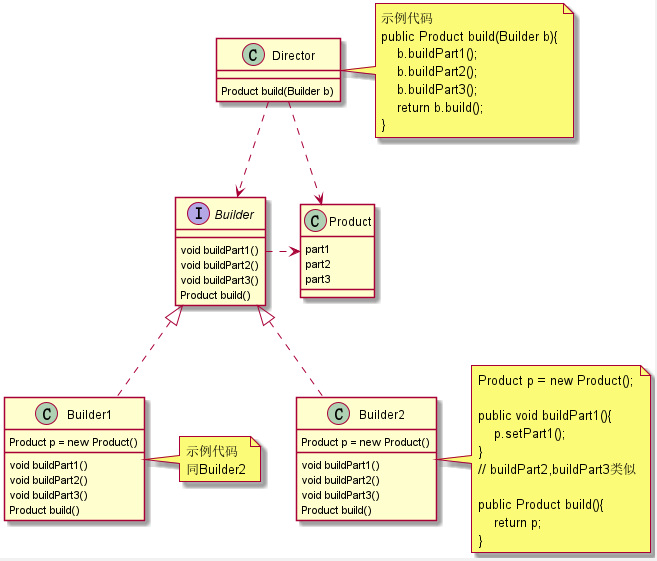 C Director
Product build(Builder b)
示例代码
public Product build(Builder b){
b.buildPart1();
b.buildPart2();
b.buildPart3();
return b.build();
}
I Builder
void buildPart1()
void buildPart2()
void buildPart3()
Product build()
C Product
part1
part2
part3
C Builder1
Product p = new Product()
void buildPart1()
void buildPart2()
void buildPart3()
Product build()
示例代码
同Builder2
C Builder2
Product p = new Product()
void buildPart1()
void buildPart2()
void buildPart3()
Product build()
Product p = new Product();
public void buildPart1(){
p.setPart1();
}
// buildPart2,buildPart3类似
public Product build(){
return p;
}